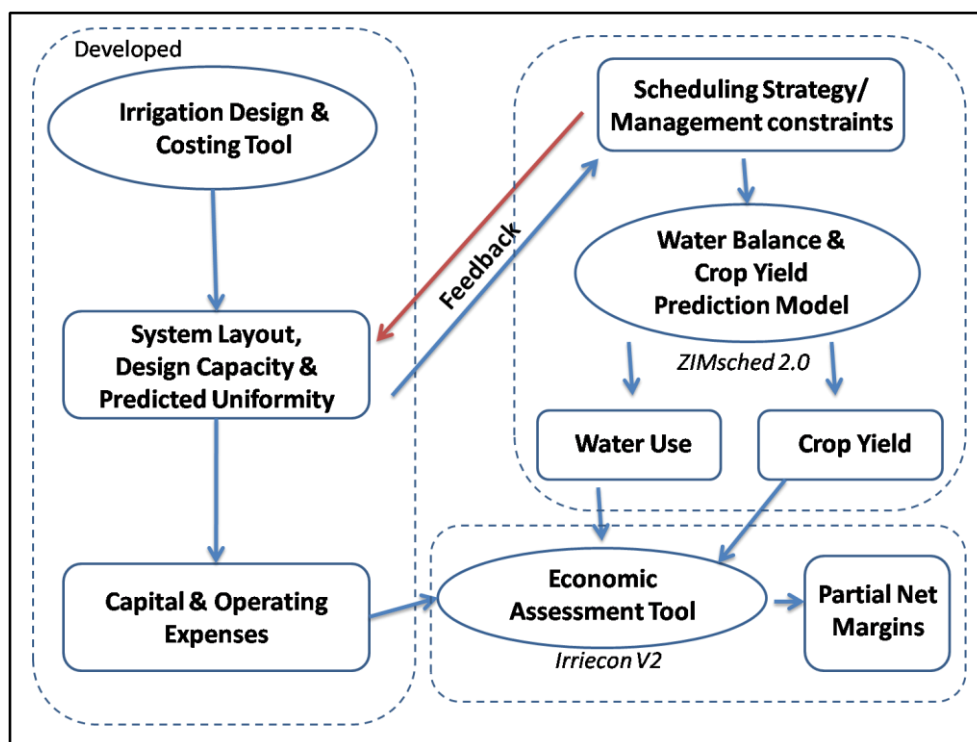 Developed
Irrigation Design &
Costing Tool
System Layout,
Design Capacity &
Predicted Uniformity
Capital & Operating
Expenses
Feedback
Scheduling Strategy/
Management constraints
Water Balance &
Crop Yield
Prediction Model
ZIMsched 2.0
Water Use
Crop Yield
Economic
Assessment Tool
Irriecon V2
Partial Net
Margins